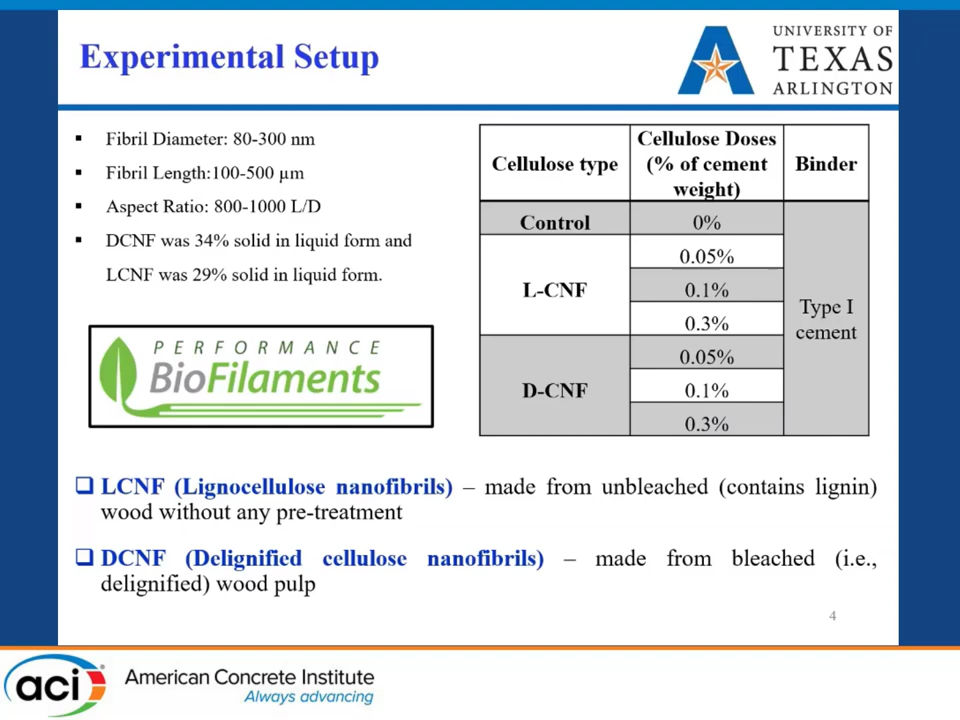 Experimental Setup
UNIVERSITY OF
TEXAS
ARLINGTON
▪ Fibril Diameter: 80-300 nm
▪ Fibril Length:100-500 µm
▪ Aspect Ratio: 800-1000 L/D
▪ DCNF was 34% solid in liquid form and
LCNF was 29% solid in liquid form.
PERFORMANCE
BioFilaments
Cellulose type
Cellulose Doses
(% of cement
weight)
Binder
Control
0%
L-CNF
0.05%
0.1%
0.3%
D-CNF
0.05%
0.1%
0.3%
Type I
cement
❑ LCNF (Lignocellulose nanofibrils) – made from unbleached (contains lignin)
wood without any pre-treatment
❑ DCNF (Delignified cellulose nanofibrils) – made from bleached (i.e.,
delignified) wood pulp
4
aci
American Concrete Institute
Always advancing